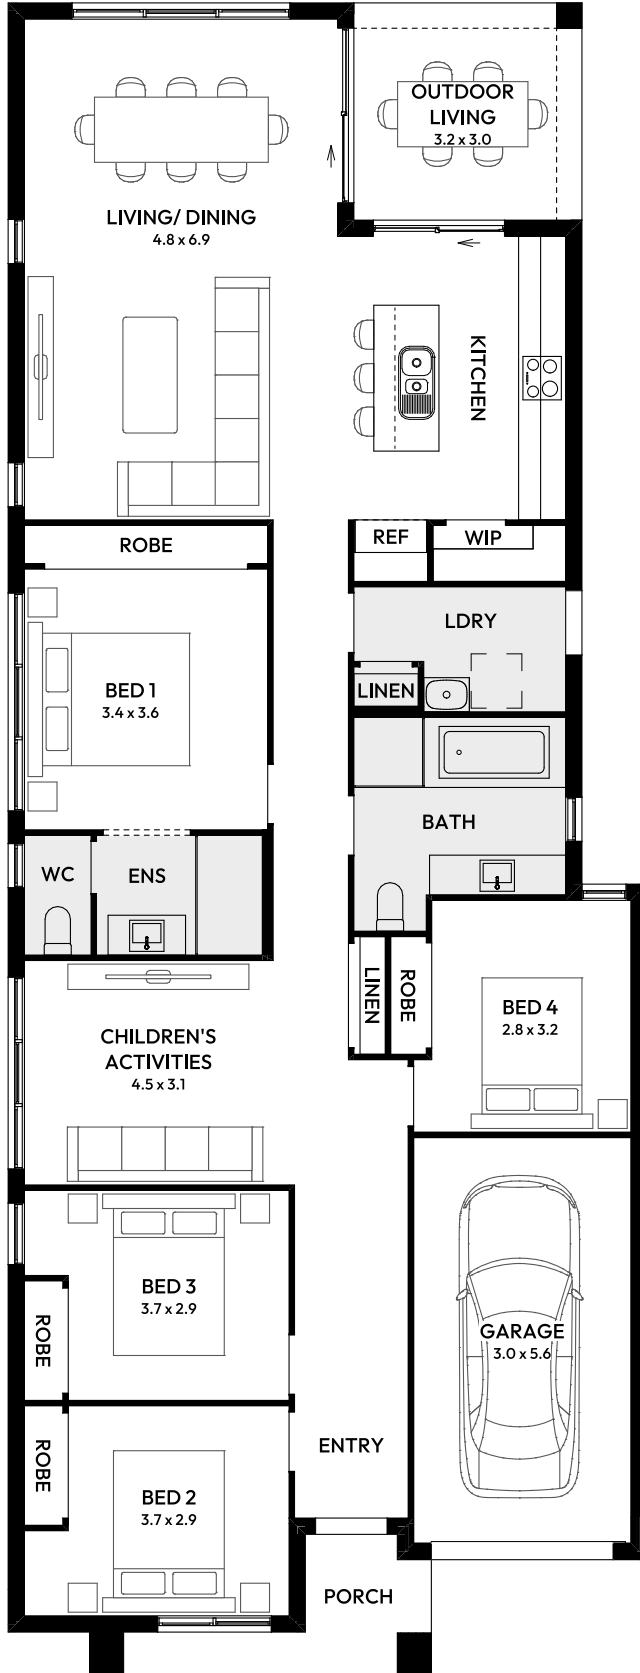 OUTDOOR
LIVING
3.2 x 3.0
LIVING/ DINING
4.8 x 6.9
KITCHEN
ROBE
REF
WIP
LDRY
BED 1
3.4 x 3.6
LINEN
BATH
WC
ENS
LINEN
ROBE
BED 4
2.8 x 3.2
CHILDREN'S
ACTIVITIES
4.5 x 3.1
BED 3
3.7 x 2.9
ROBE
GARAGE
3.0 x 5.6
ROBE
ENTRY
BED 2
3.7 x 2.9
PORCH